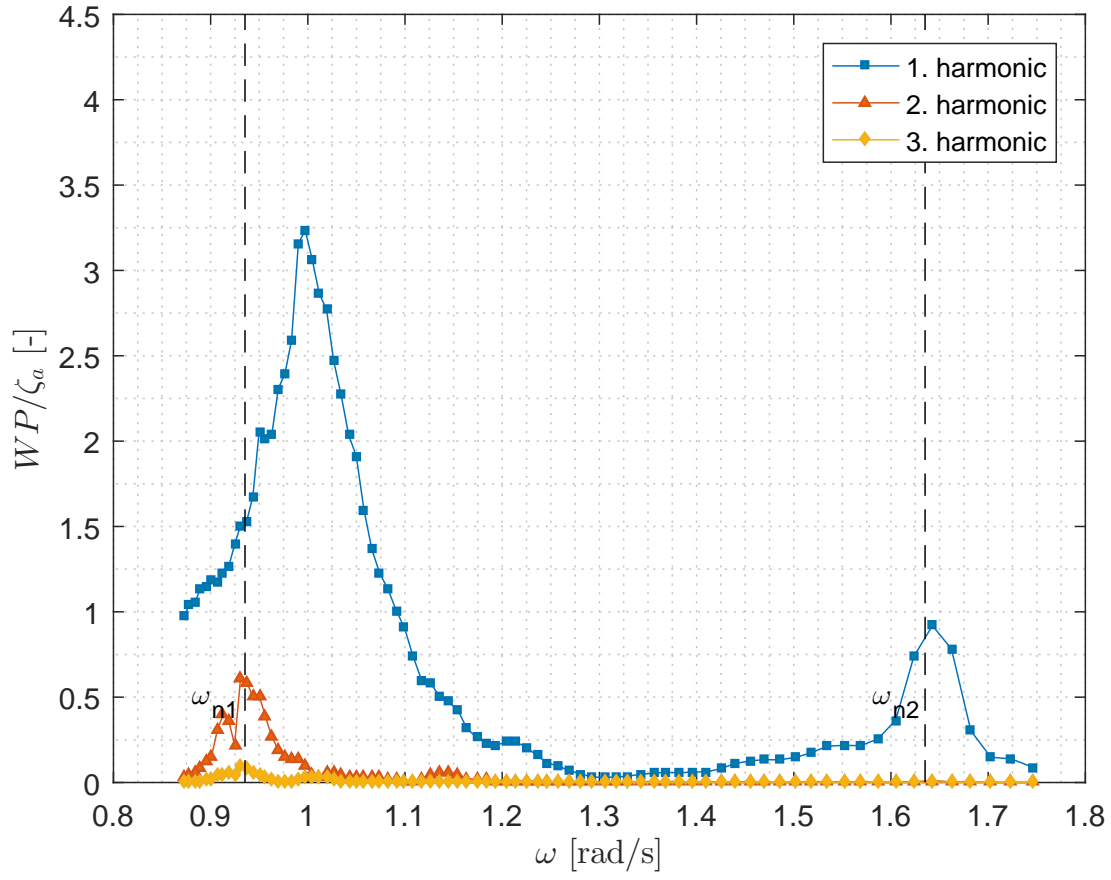 4.5
4
3.5
3
2.5
2
1.5
1
0.5
0
WP/ζa [-]
1. harmonic
2. harmonic
3. harmonic
ωn1
ωn2
0.8 0.9 1 1.1 1.2 1.3 1.4 1.5 1.6 1.7 1.8
ω [rad/s]